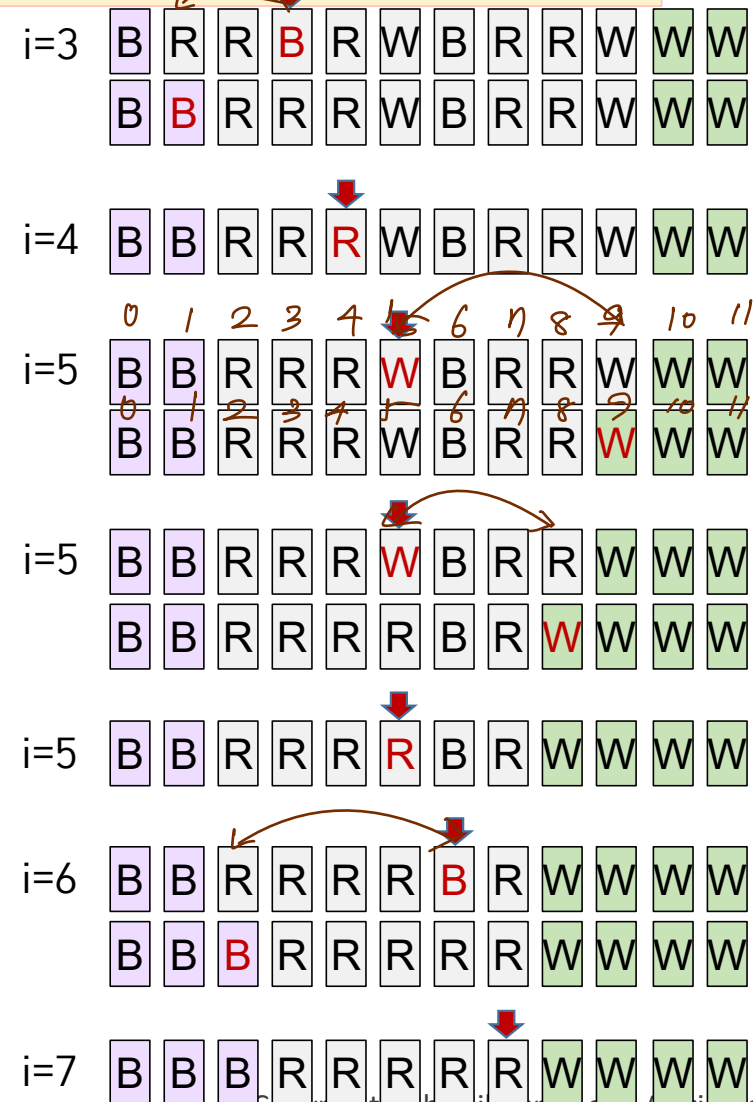 i=3 B R R B R W B R R W W W
B B R R R W B R R W W W
i=4 B B R R R W B R R W W W
0 1 2 3 4 5 6 7 8 9 10 11
i=5 B B R R R W B R R W W W
0 1 2 3 4 5 6 7 8 9 10 11
B B R R R W B R R W W W
i=5 B B R R R W B R R W W W
B B R R R R B R W W W W
i=5 B B R R R R B R W W W W
i=6 B B R R R R B R W W W W
B B B R R R R R W W W W
i=7 B B B R R R R R W W W W